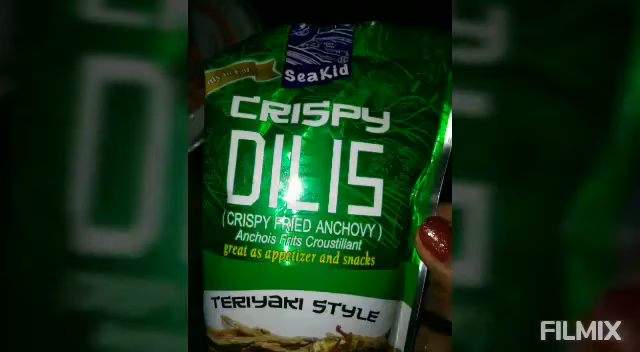 SeaKid
CRISPY
DILIS
(CRISPY FRIED ANCHOVY)
Anchois Frits Croustillant
great as appetizer and snacks
TERIYAKI STYLE
FILMIX